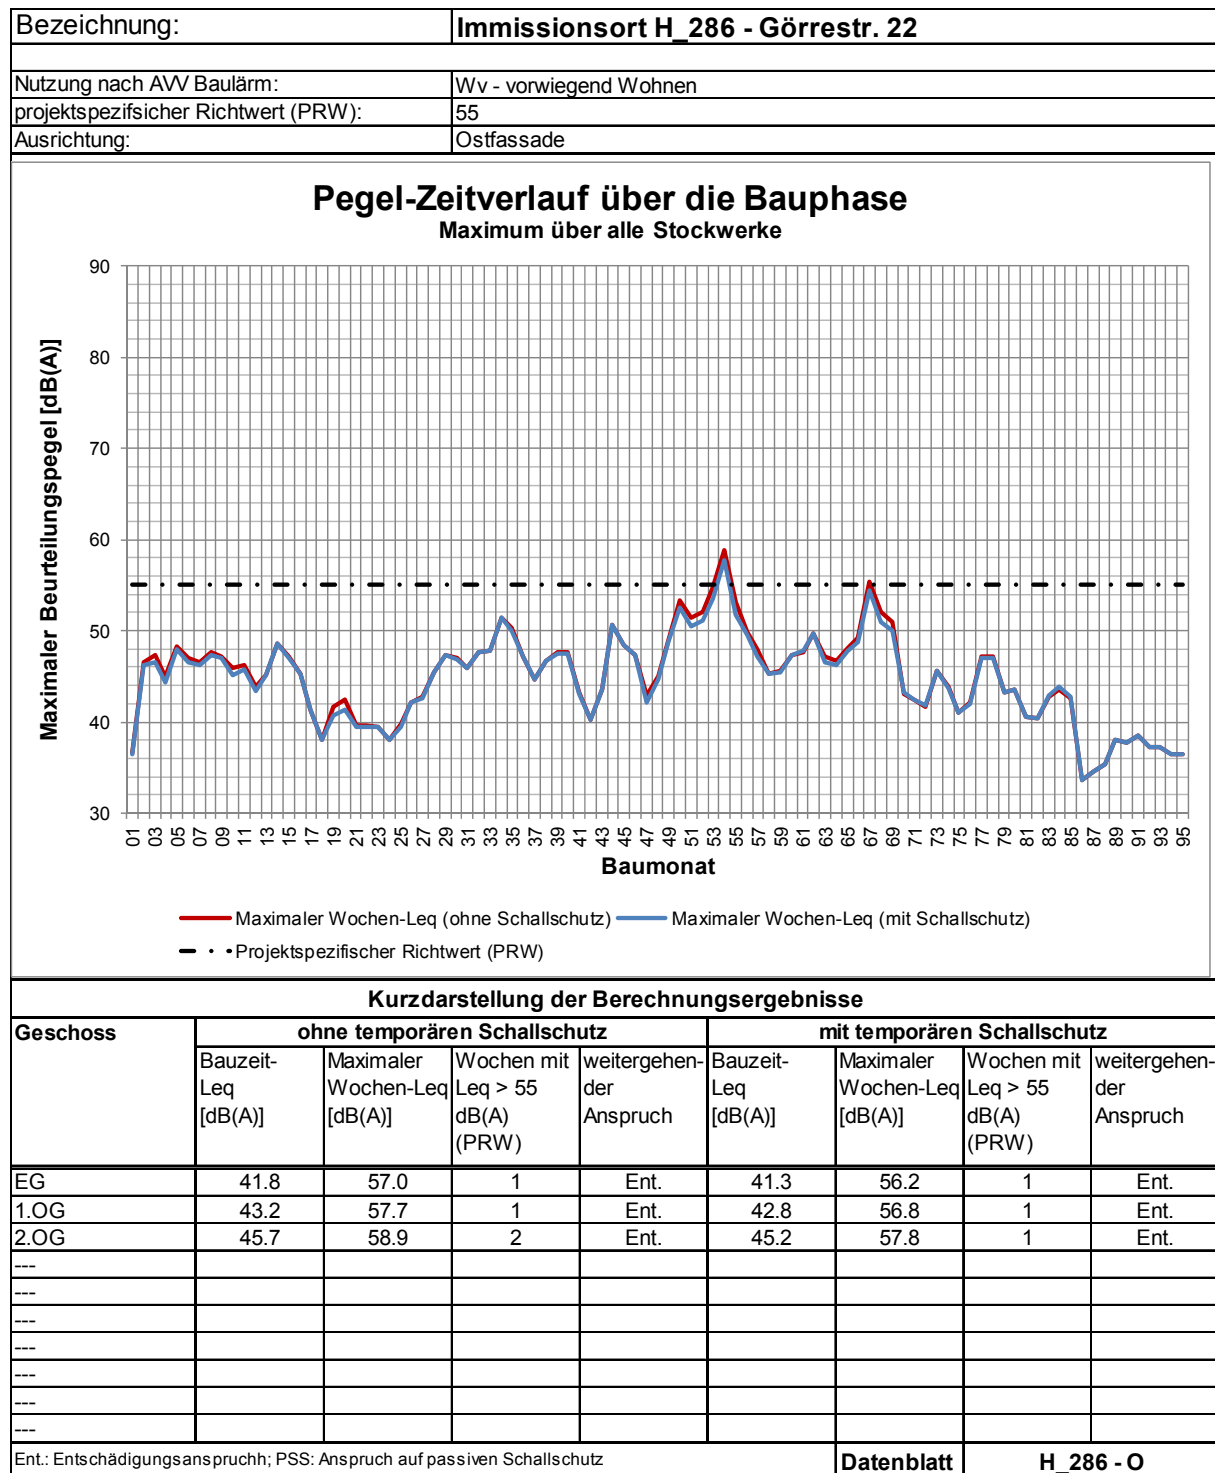 Bezeichnung: Immissionsort H_286 - Görrestr. 22
Nutzung nach AVV Baulärm: Wv - vorwiegend Wohnen
projektspezifsicher Richtwert (PRW): 55
Ausrichtung: Ostfassade
Pegel-Zeitverlauf über die Bauphase
Maximum über alle Stockwerke
Maximaler Beurteilungspegel [dB(A)]
90
80
70
60
50
40
30
01 03 05 07 09 11 13 15 17 19 21 23 25 27 29 31 33 35 37 39 41 43 45 47 49 51 53 55 57 59 61 63 65 67 69 71 73 75 77 79 81 83 85 87 89 91 93 95
Baumonat
Maximaler Wochen-Leq (ohne Schallschutz) Maximaler Wochen-Leq (mit Schallschutz)
Projektspezifischer Richtwert (PRW)
Kurzdarstellung der Berechnungsergebnisse
Geschoss ohne temporären Schallschutz mit temporären Schallschutz
Bauzeit- Maximaler Wochen mit weitergehen- Bauzeit- Maximaler Wochen mit weitergehen-
Leq Wochen-Leq Leq > 55 der Leq Wochen-Leq Leq > 55 der
[dB(A)] [dB(A)] dB(A) Anspruch [dB(A)] [dB(A)] dB(A) Anspruch
(PRW) (PRW)
EG 41.8 57.0 1 Ent. 41.3 56.2 1 Ent.
1.OG 43.2 57.7 1 Ent. 42.8 56.8 1 Ent.
2.OG 45.7 58.9 2 Ent. 45.2 57.8 1 Ent.
---
---
---
---
---
---
---
Ent.: Entschädigungsanspruchh; PSS: Anspruch auf passiven Schallschutz Datenblatt H_286 - O